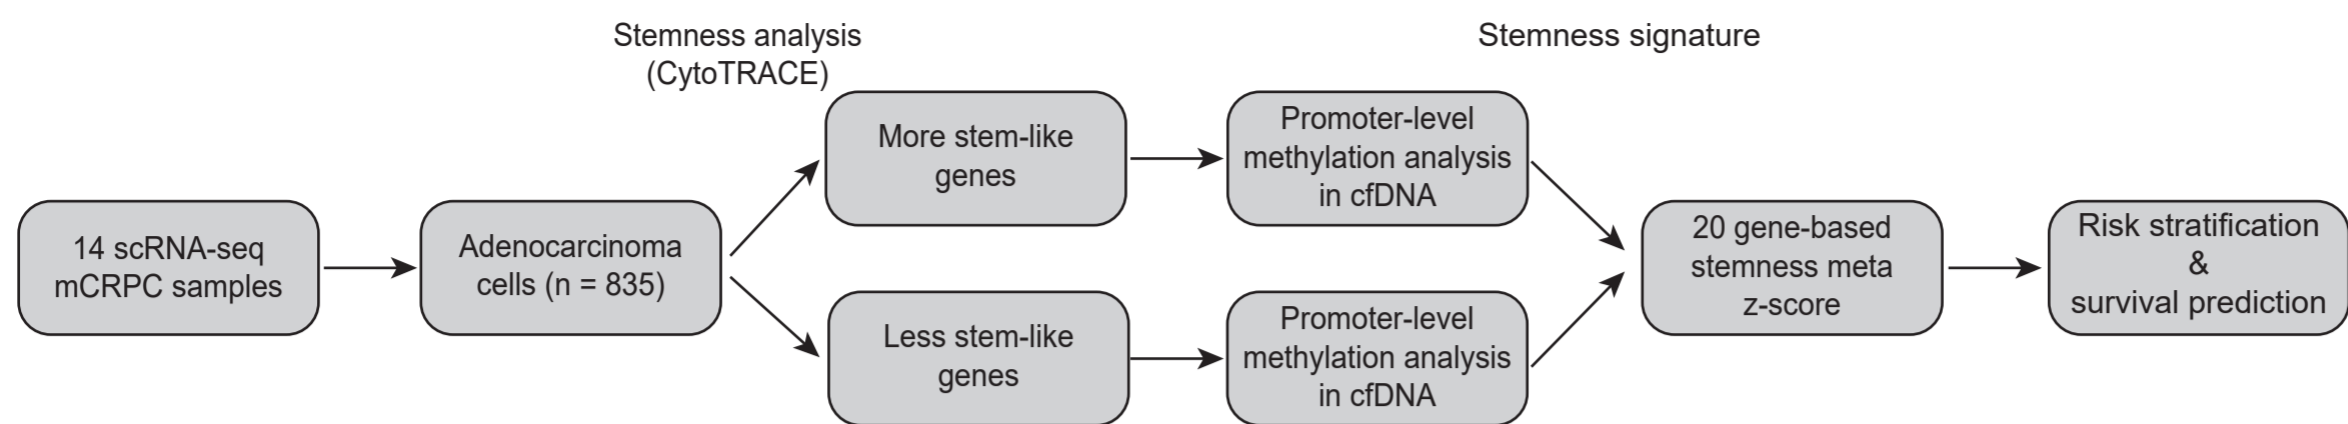 Stemness analysis
(CytoTRACE)
Stemness signature
14 scRNA-seq
mCRPC samples
Adenocarcinoma
cells (n = 835)
More stem-like
genes
Less stem-like
genes
Promoter-level
methylation analysis
in cfDNA
Promoter-level
methylation analysis
in cfDNA
20 gene-based
stemness meta
z-score
Risk stratification
&
survival prediction